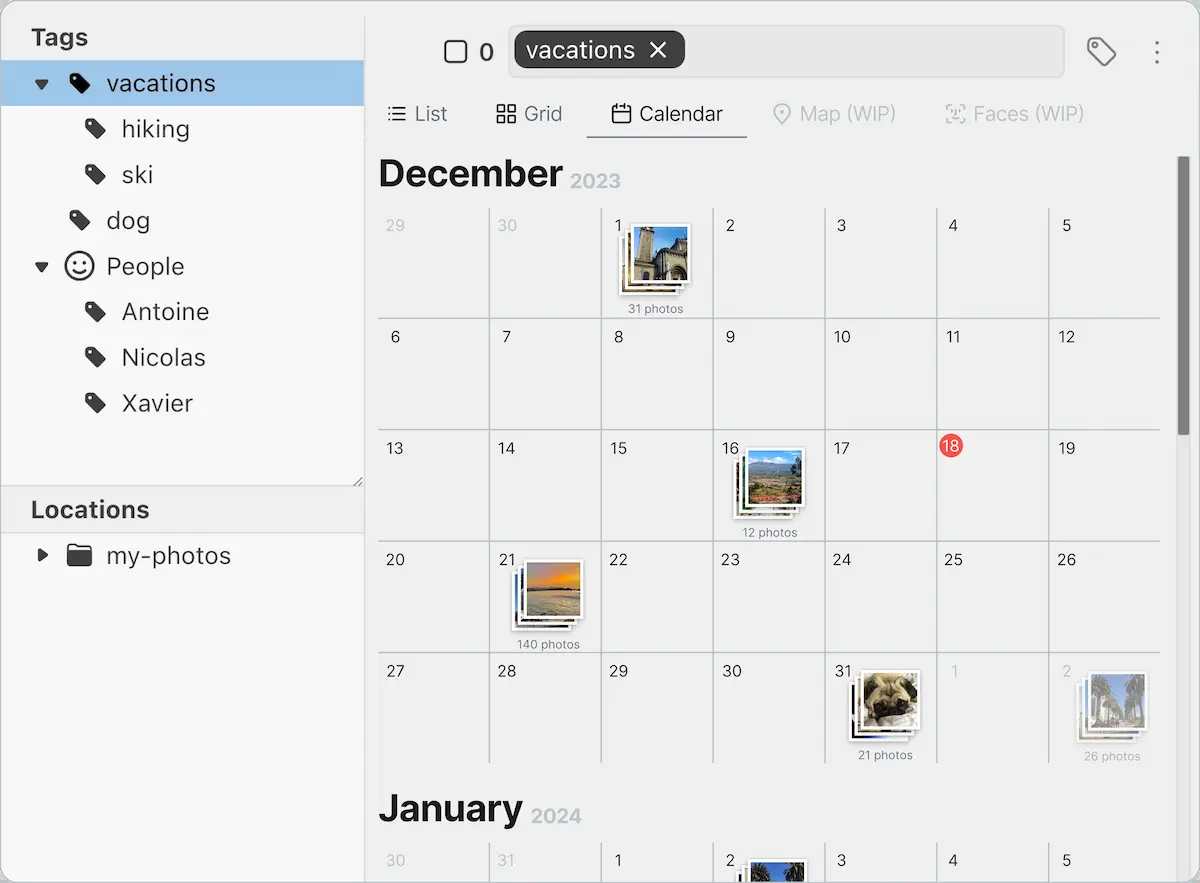 Tags
vacations
hiking
ski
dog
People
Antoine
Nicolas
Xavier
Locations
my-photos
0 vacations
List Grid Calendar Map (WIP) Faces (WIP)
December 2023
29 30 1 2 3 4 5
31 photos
6 7 8 9 10 11 12
13 14 15 16 17 18 19
12 photos
20 21 22 23 24 25 26
140 photos
27 28 29 30 31 1 2
21 photos 26 photos
January 2024
30 31 1 2 3 4 5